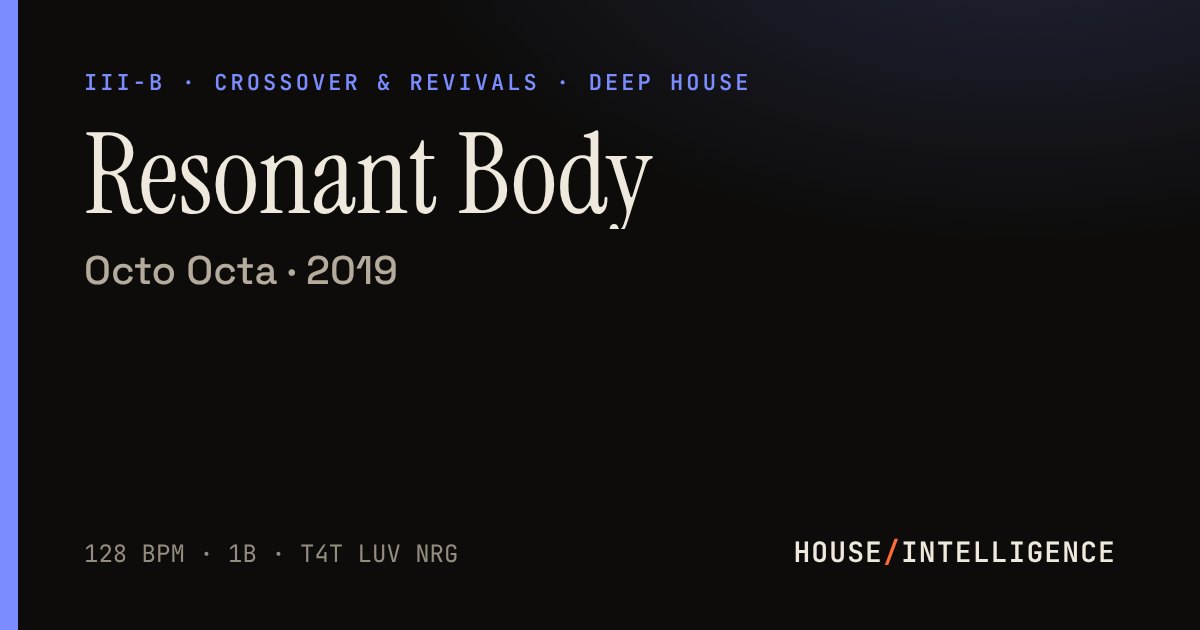 III-B · CROSSOVER & REVIVALS · DEEP HOUSE
Resonant Body
Octo Octa · 2019
128 BPM · 1B · T4T LUV NRG
HOUSE/INTELLIGENCE